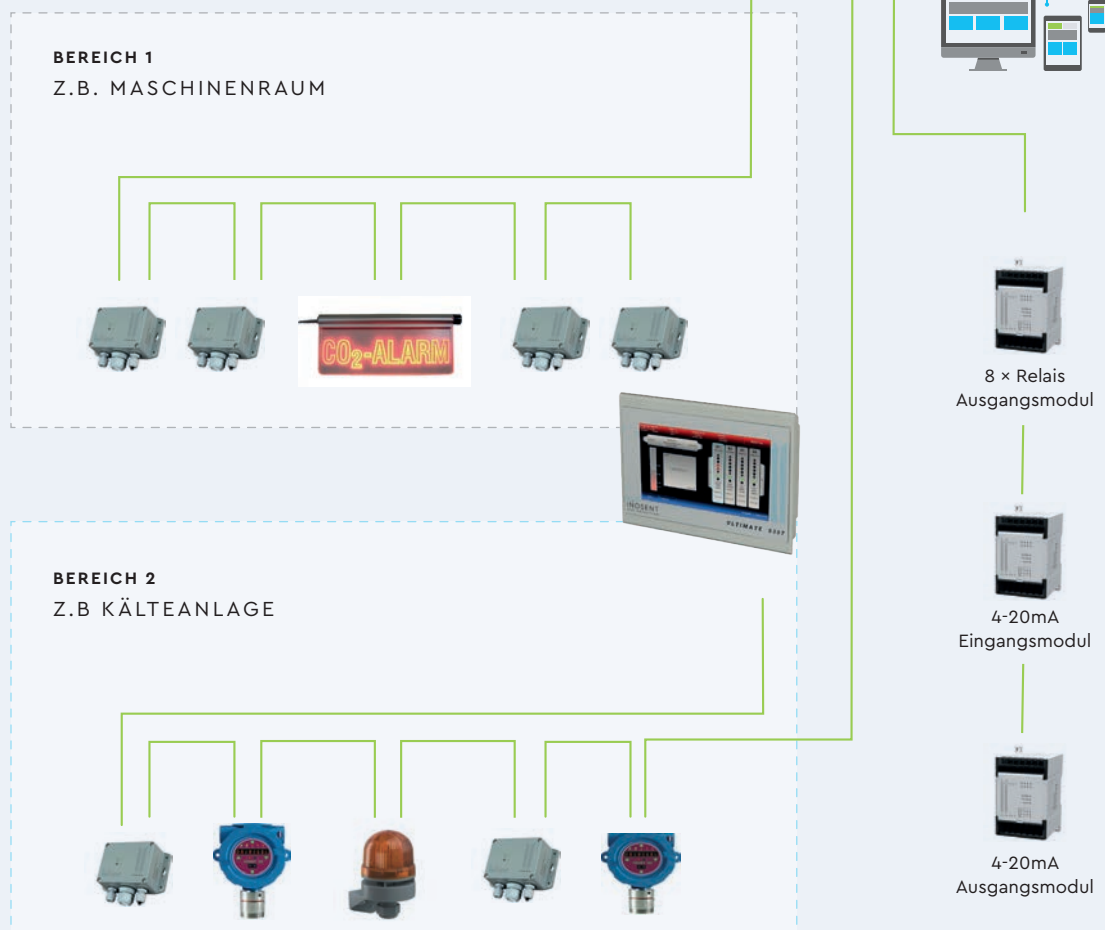 BEREICH 1
Z.B. MASCHINENRAUM
CO₂-ALARM
INOSENT
ULTIMATE
BEREICH 2
Z.B KÄLTEANLAGE
8 × Relais
Ausgangsmodul
4-20mA
Eingangsmodul
4-20mA
Ausgangsmodul